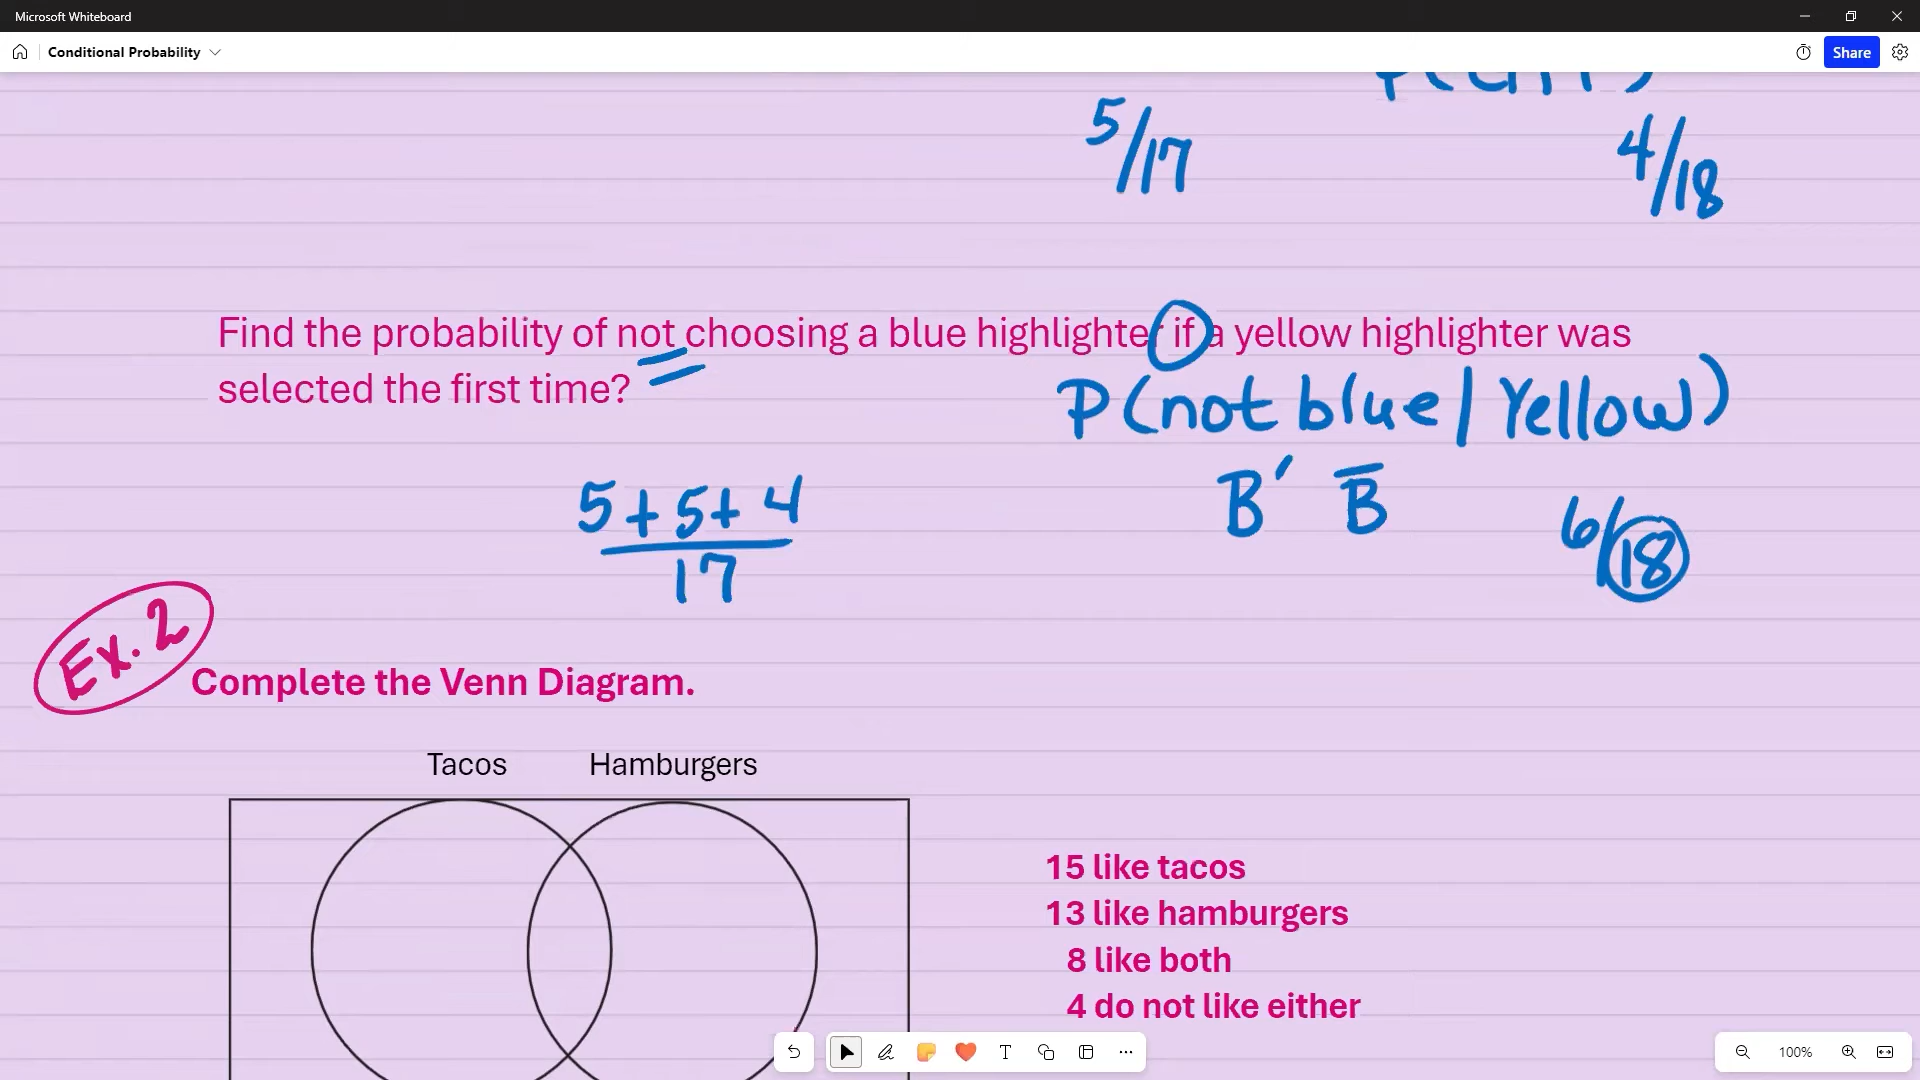 Microsoft Whiteboard
Conditional Probability
Share
5/17
4/18
Find the probability of not choosing a blue highlighter if a yellow highlighter was
selected the first time?
P(not blue/Yellow)
5+5+4
17
B′ B̅
6/18
Ex. 2
Complete the Venn Diagram.
Tacos Hamburgers
15 like tacos
13 like hamburgers
8 like both
4 do not like either
T
100%